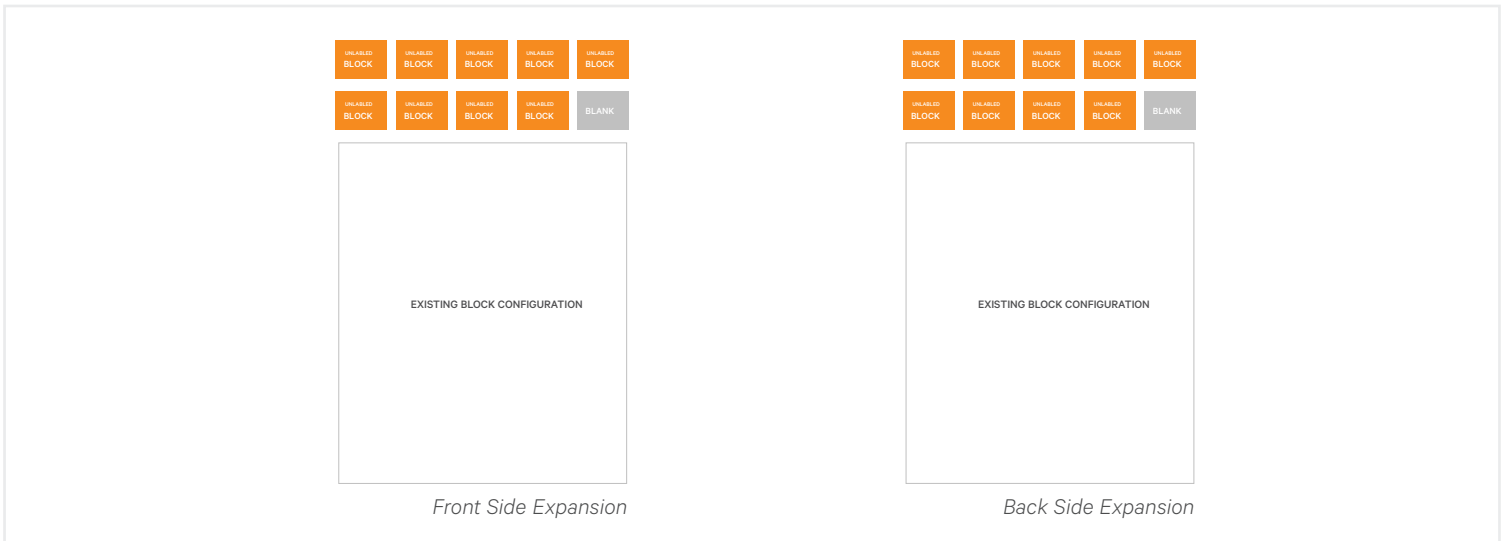 UNLABLED UNLABLED UNLABLED UNLABLED UNLABLED
BLOCK BLOCK BLOCK BLOCK BLOCK
UNLABLED UNLABLED UNLABLED UNLABLED
BLOCK BLOCK BLOCK BLOCK BLANK
EXISTING BLOCK CONFIGURATION
Front Side Expansion
UNLABLED UNLABLED UNLABLED UNLABLED UNLABLED
BLOCK BLOCK BLOCK BLOCK BLOCK
UNLABLED UNLABLED UNLABLED UNLABLED
BLOCK BLOCK BLOCK BLOCK BLANK
EXISTING BLOCK CONFIGURATION
Back Side Expansion